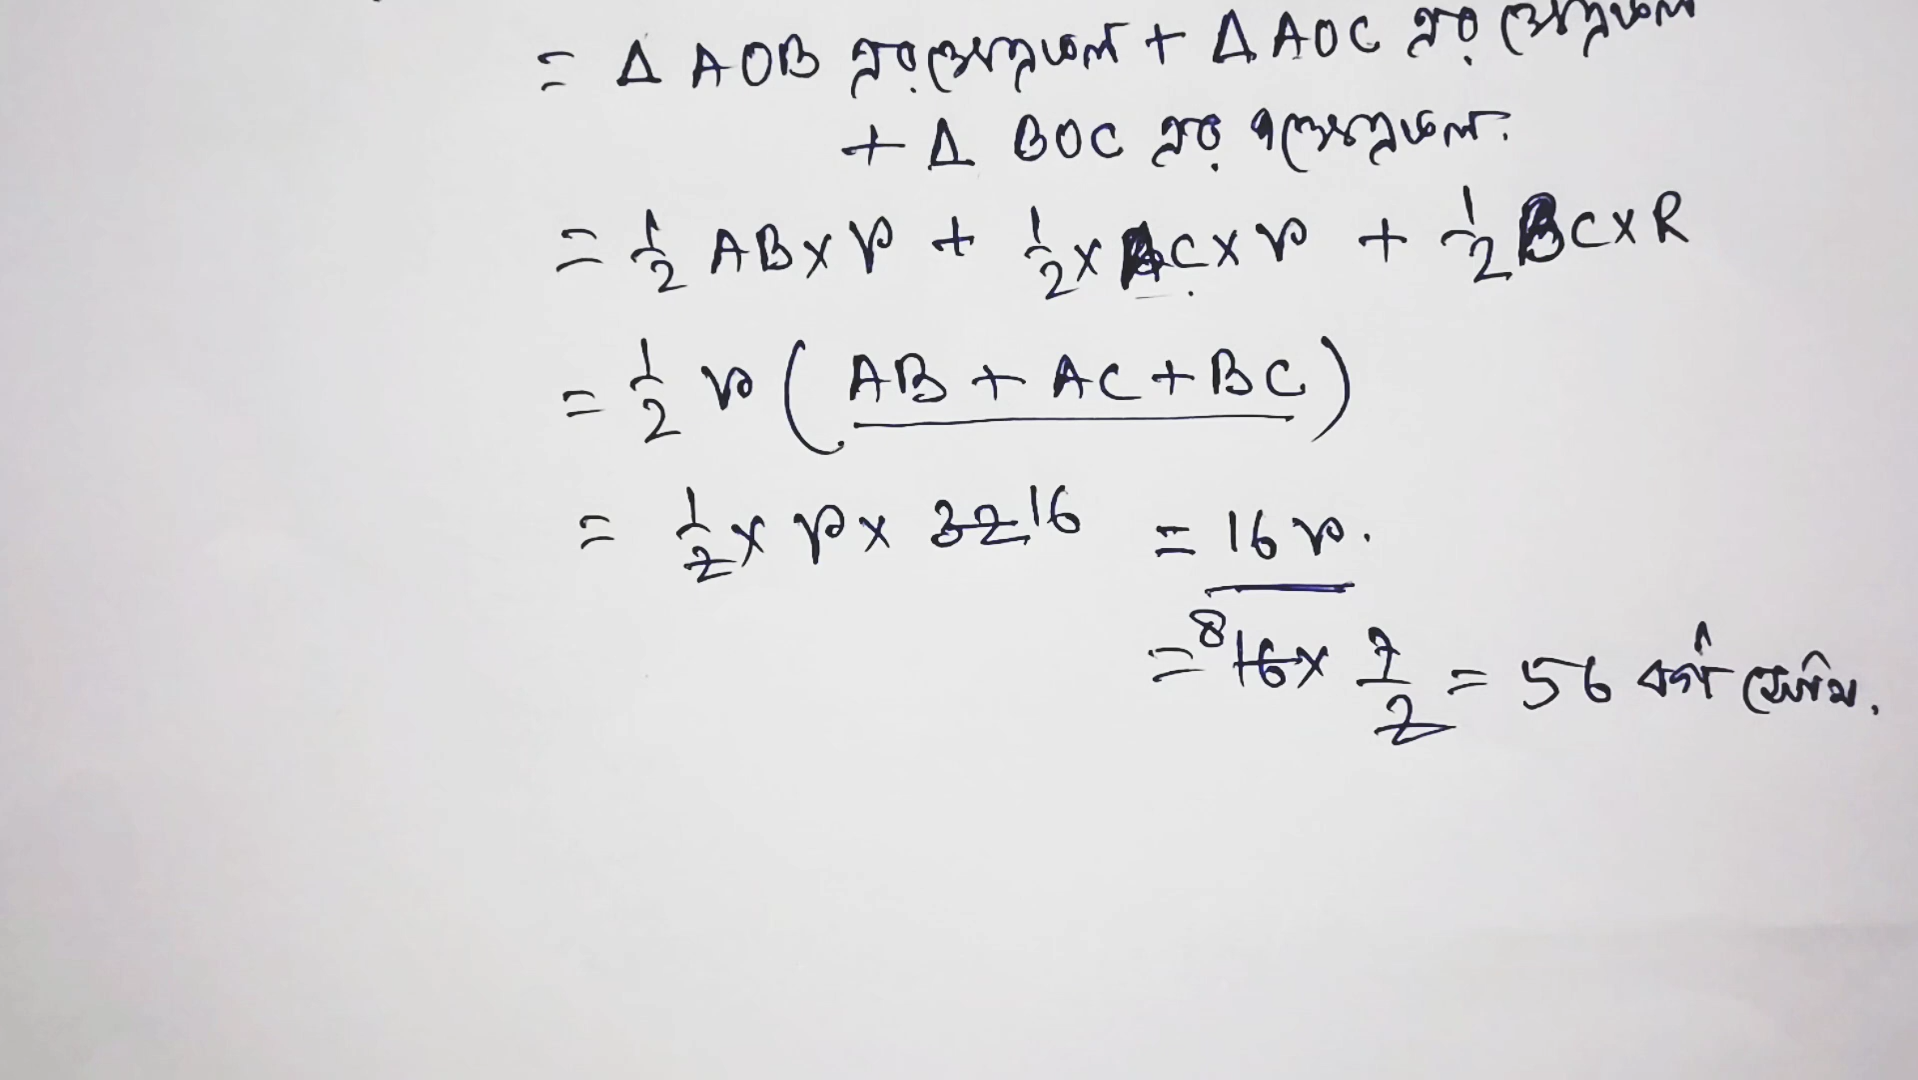 = Δ AOB এর ক্ষেত্রফল + Δ AOC এর ক্ষেত্রফল
+ Δ BOC এর ক্ষেত্রফল.
= 1/2 AB × r + 1/2 × AC × r + 1/2 BC × R
= 1/2 r ( AB + AC + BC )
= 1/2 × r × 32 16 = 16 r.
= 8 16 × 7/2 = 56 বর্গ সেমি.